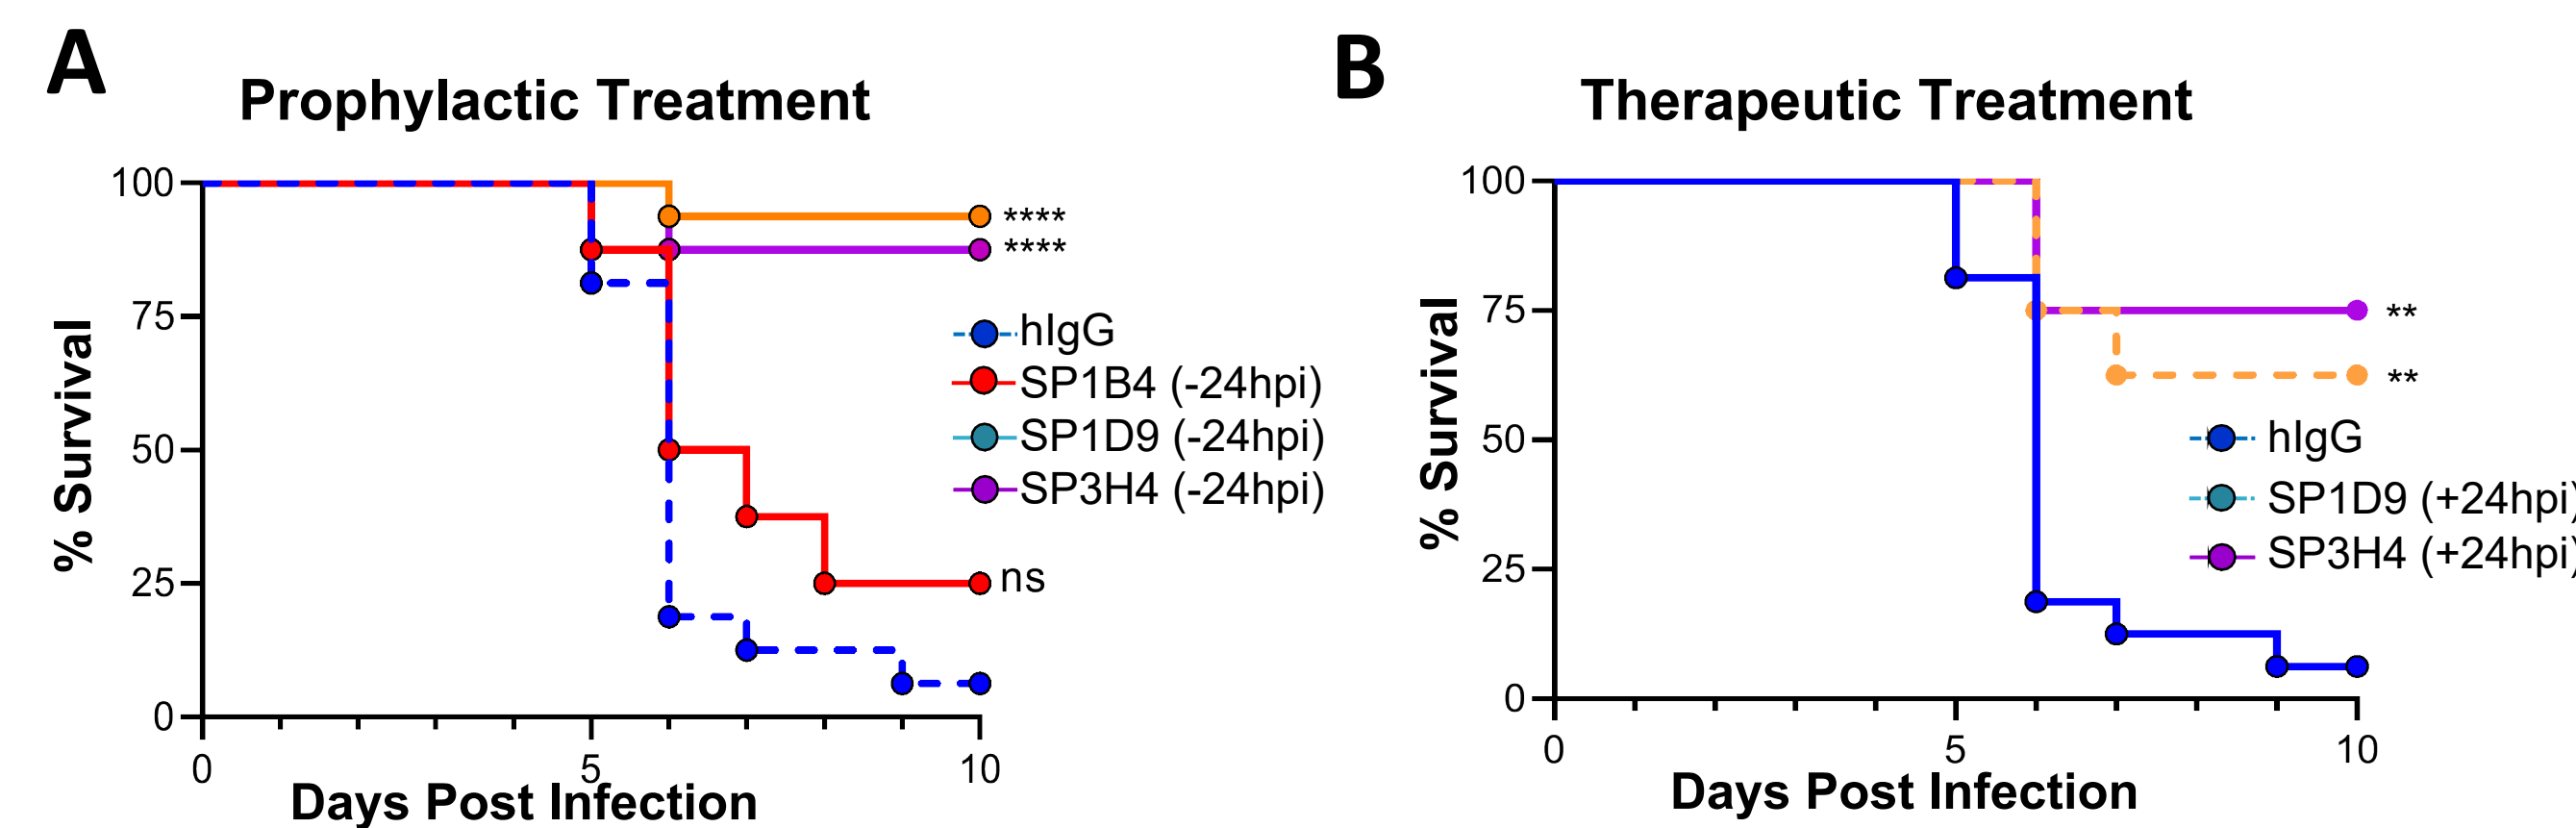 A
Prophylactic Treatment
% Survival
100
75
50
25
0
0 5 10
Days Post Infection
****
****
hIgG
SP1B4 (-24hpi)
SP1D9 (-24hpi)
SP3H4 (-24hpi)
ns
B
Therapeutic Treatment
% Survival
100
75
50
25
0
0 5 10
Days Post Infection
**
**
hIgG
SP1D9 (+24hpi)
SP3H4 (+24hpi)